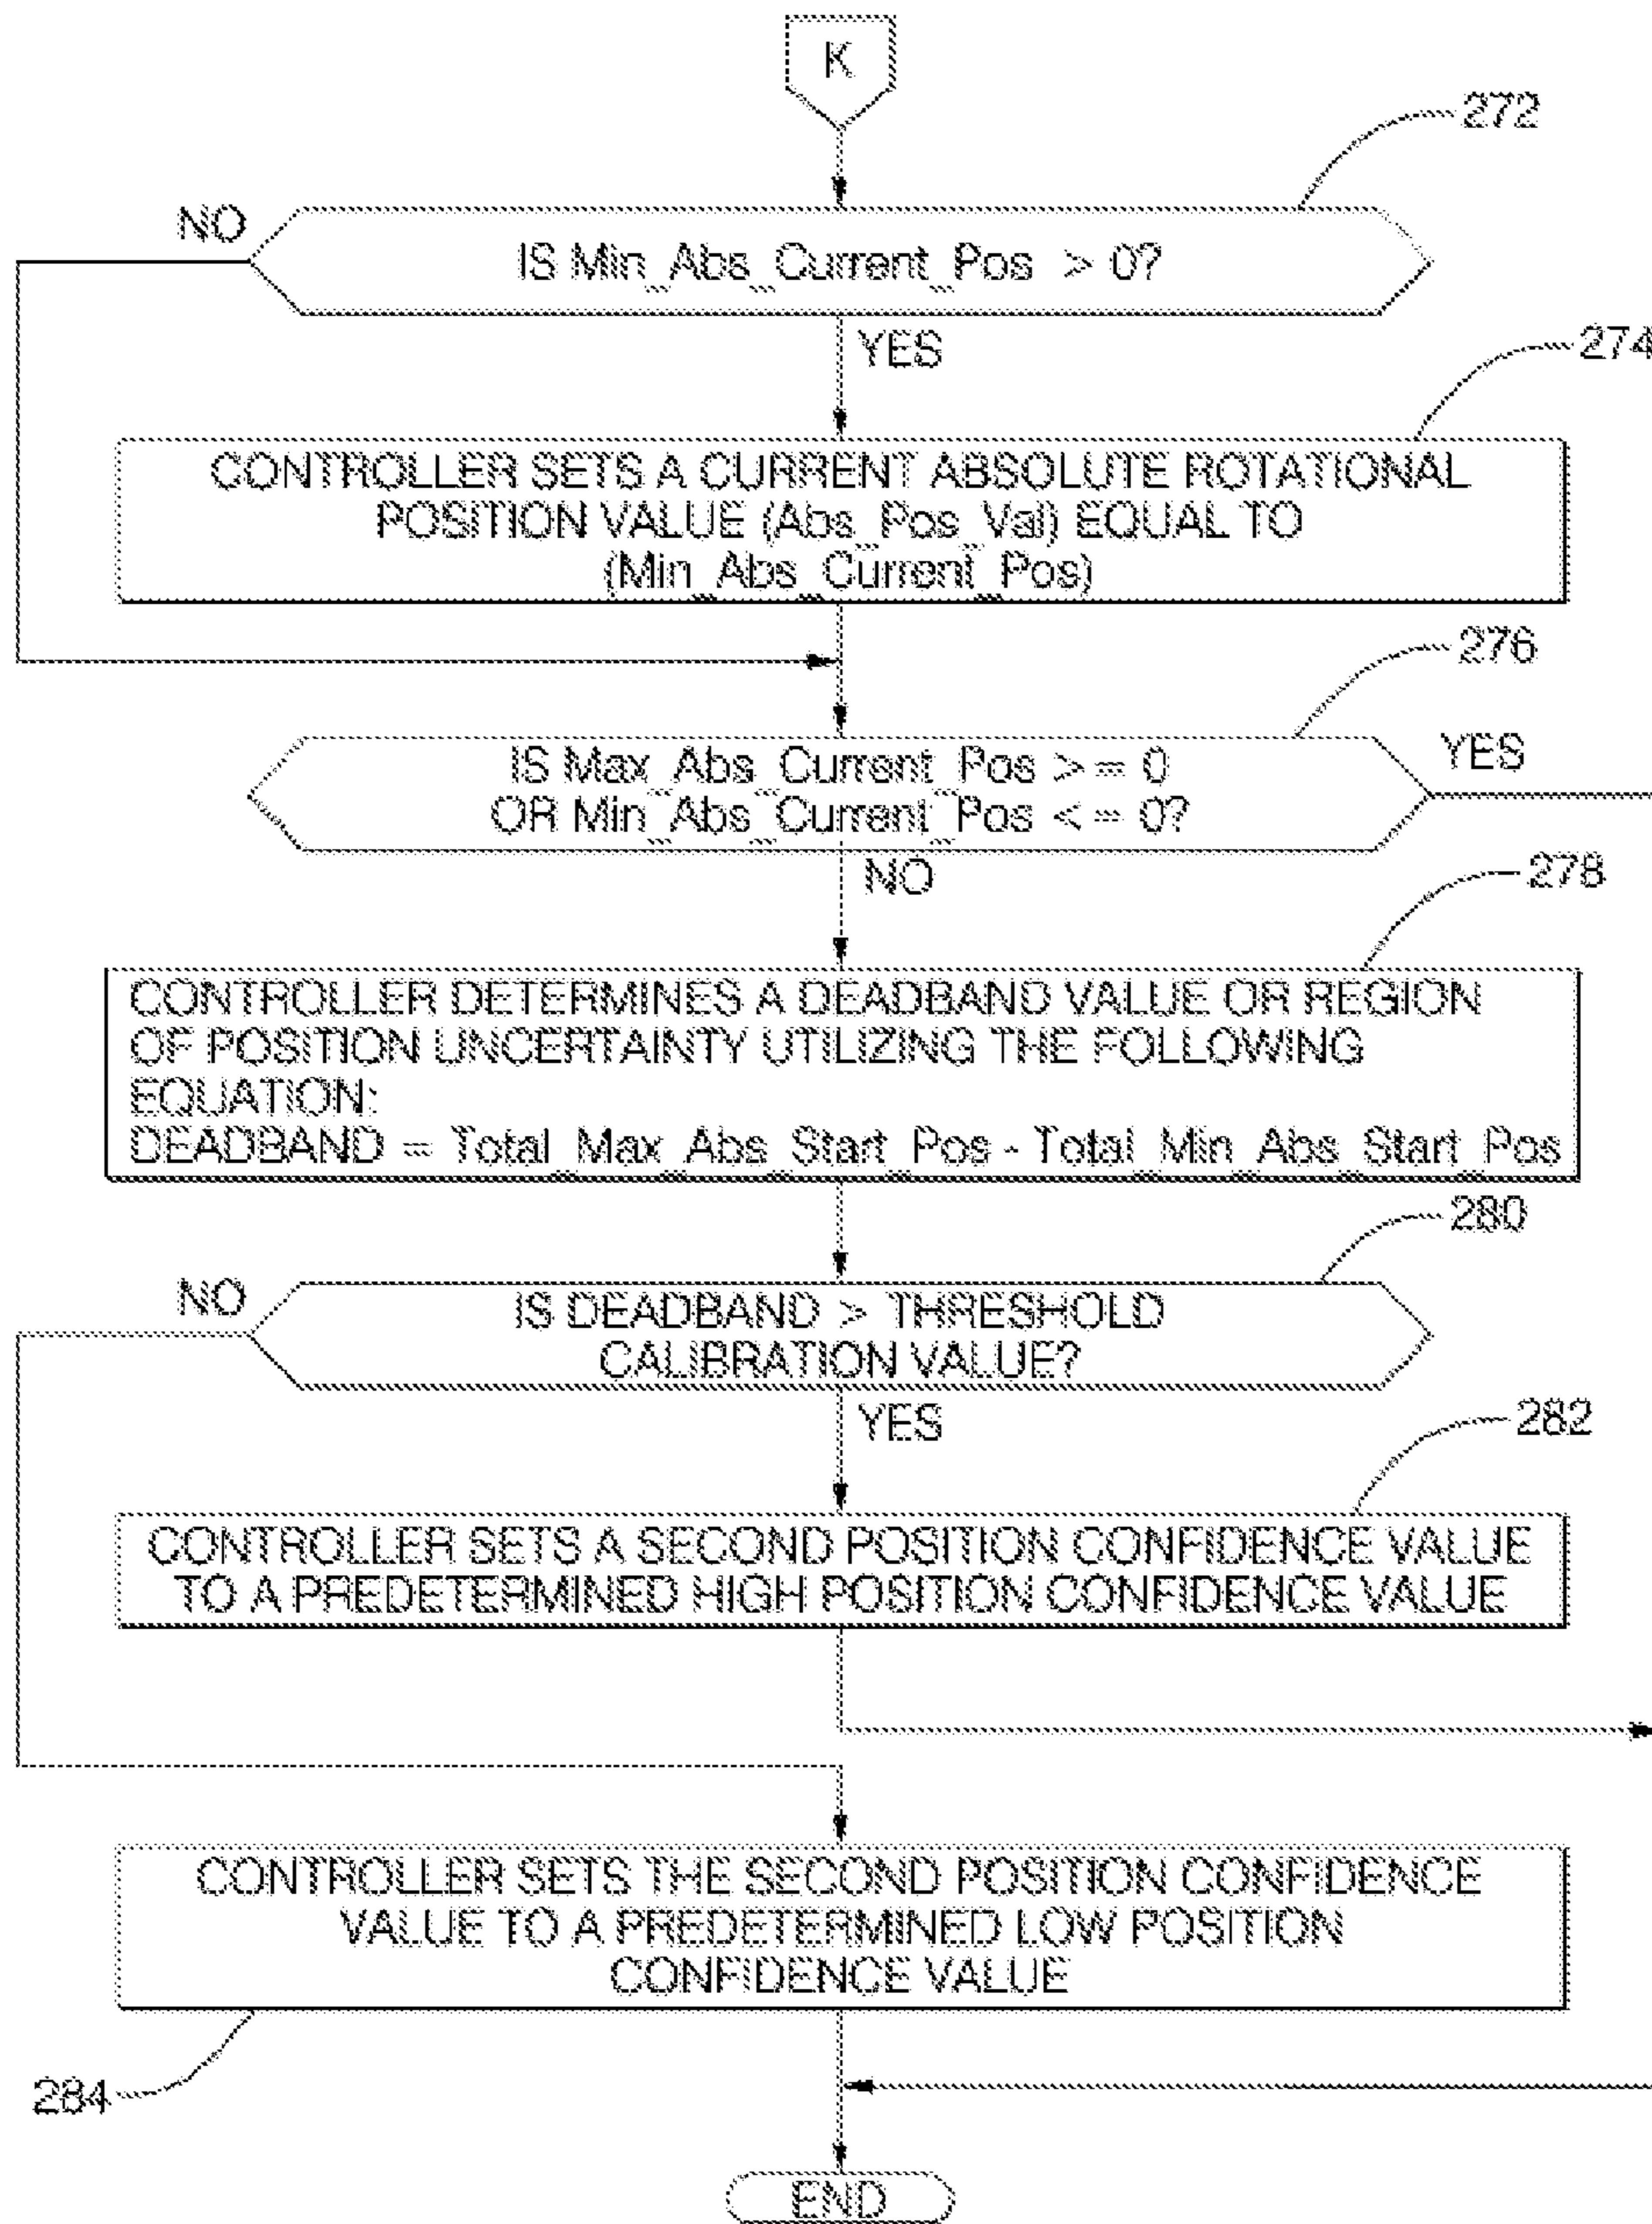 K
272
NO
IS Min_Abs_Current_Pos > 0?
YES
274
CONTROLLER SETS A CURRENT ABSOLUTE ROTATIONAL
POSITION VALUE (Abs_Pos_Val) EQUAL TO
(Min_Abs_Current_Pos)
276
IS Max_Abs_Current_Pos > = 0
OR Min_Abs_Current_Pos < = 0?
YES
NO
278
CONTROLLER DETERMINES A DEADBAND VALUE OR REGION
OF POSITION UNCERTAINTY UTILIZING THE FOLLOWING
EQUATION:
DEADBAND = Total_Max_Abs_Start_Pos - Total_Min_Abs_Start_Pos
280
NO
IS DEADBAND > THRESHOLD
CALIBRATION VALUE?
YES
282
CONTROLLER SETS A SECOND POSITION CONFIDENCE VALUE
TO A PREDETERMINED HIGH POSITION CONFIDENCE VALUE
CONTROLLER SETS THE SECOND POSITION CONFIDENCE
VALUE TO A PREDETERMINED LOW POSITION
CONFIDENCE VALUE
284
END